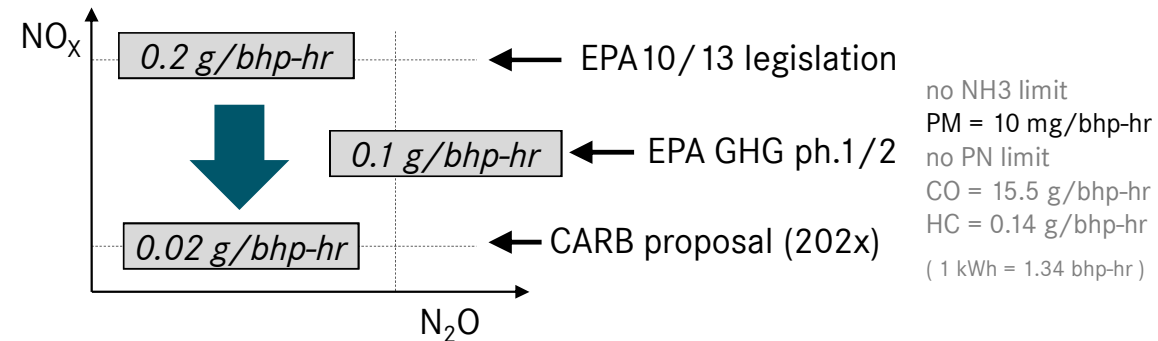 NOX
0.2 g/bhp-hr
EPA10/13 legislation
no NH3 limit
PM = 10 mg/bhp-hr
0.1 g/bhp-hr
EPA GHG ph.1/2
no PN limit
CO = 15.5 g/bhp-hr
HC = 0.14 g/bhp-hr
0.02 g/bhp-hr
CARB proposal (202x)
( 1 kWh = 1.34 bhp-hr )
N2O